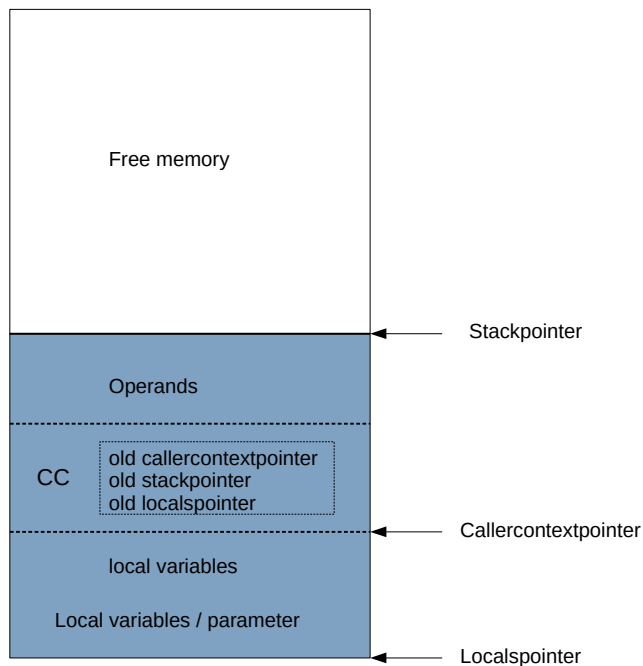 Free memory
Stackpointer
Operands
CC
old callercontextpointer
old stackpointer
old localspointer
Callercontextpointer
local variables
Local variables / parameter
Localspointer